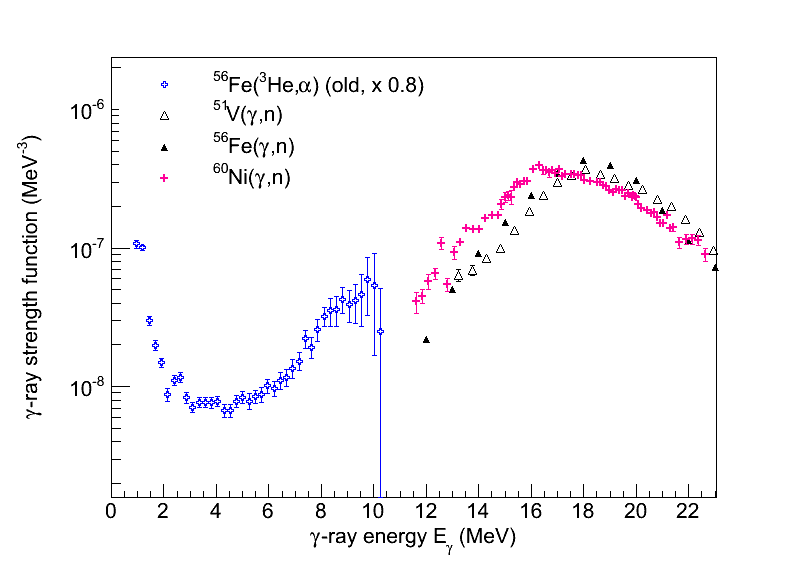 ⁵⁶Fe(³He,α) (old, x 0.8)
⁵¹V(γ,n)
⁵⁶Fe(γ,n)
⁶⁰Ni(γ,n)
γ-ray strength function (MeV⁻³)
10⁻⁶
10⁻⁷
10⁻⁸
0 2 4 6 8 10 12 14 16 18 20 22
γ-ray energy Eᵧ (MeV)